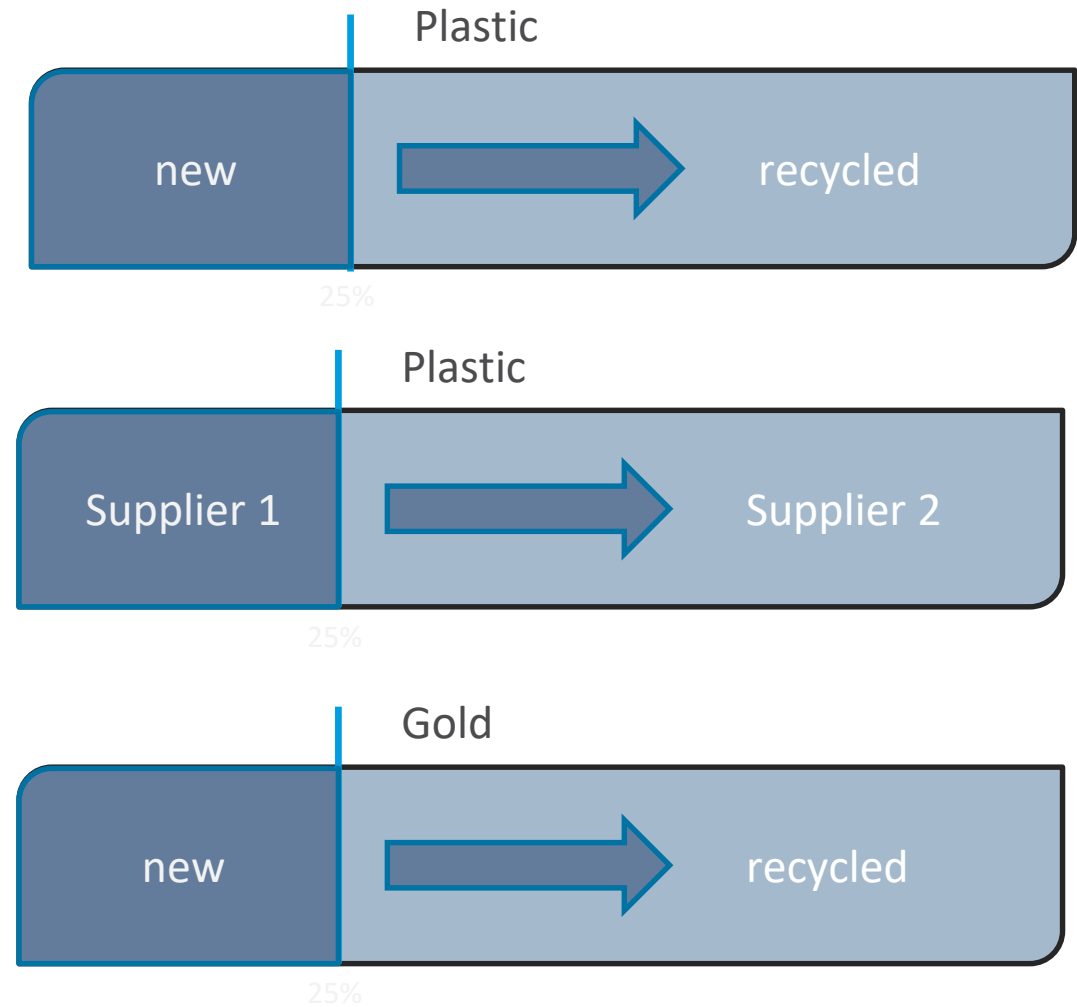 Plastic
new
recycled
25%
Plastic
Supplier 1
Supplier 2
25%
Gold
new
recycled
25%